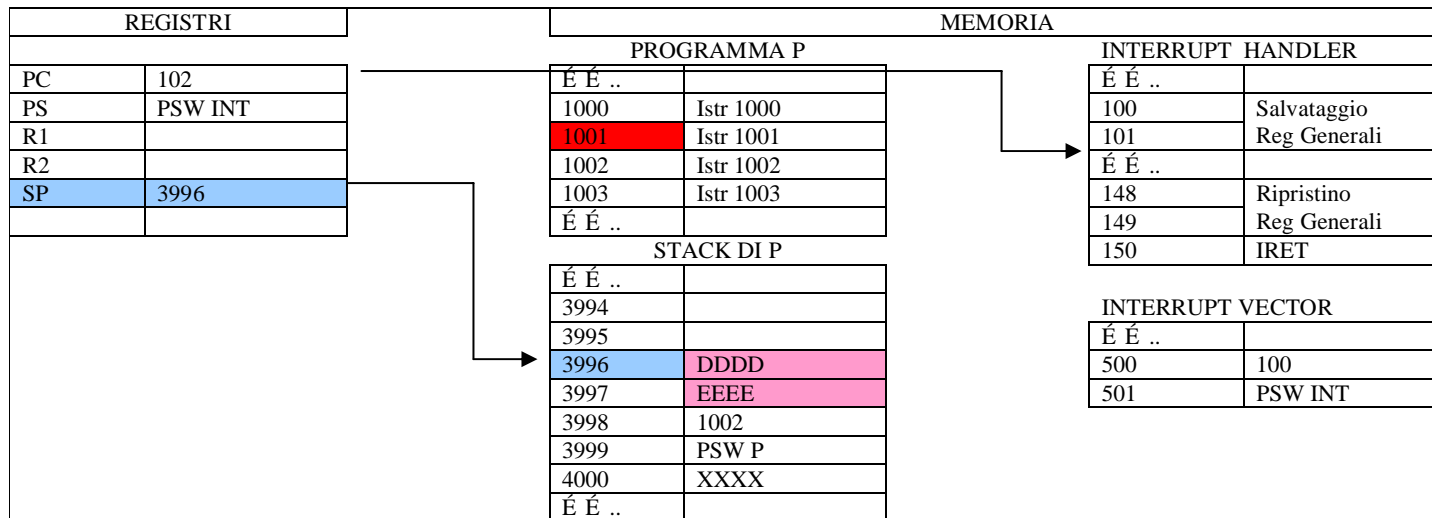 REGISTRI MEMORIA
PROGRAMMA P INTERRUPT HANDLER
PC 102 É É .. É É ..
PS PSW INT 1000 Istr 1000 100 Salvataggio
R1 1001 Istr 1001 101 Reg Generali
R2 1002 Istr 1002 É É ..
SP 3996 1003 Istr 1003 148 Ripristino
É É .. 149 Reg Generali
STACK DI P 150 IRET
É É ..
3994 INTERRUPT VECTOR
3995 É É ..
3996 DDDD 500 100
3997 EEEE 501 PSW INT
3998 1002
3999 PSW P
4000 XXXX
É É ..